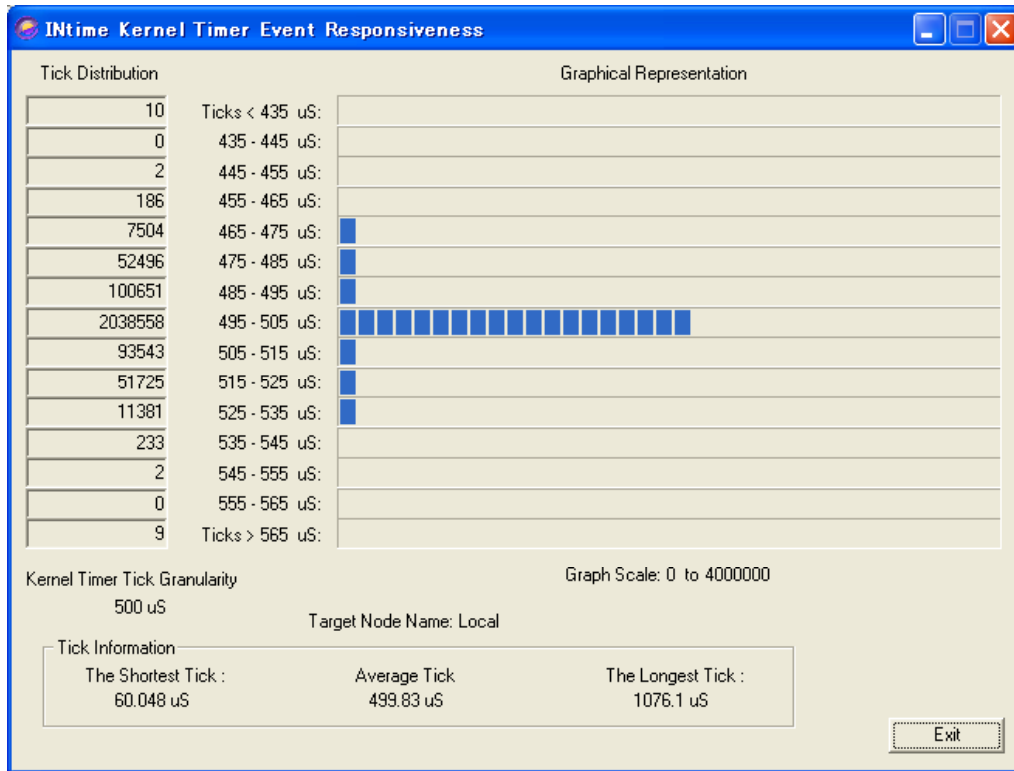 INtime Kernel Timer Event Responsiveness
Tick Distribution Graphical Representation
10 Ticks < 435 uS:
0 435 - 445 uS:
2 445 - 455 uS:
186 455 - 465 uS:
7504 465 - 475 uS:
52496 475 - 485 uS:
100651 485 - 495 uS:
2038558 495 - 505 uS:
93543 505 - 515 uS:
51725 515 - 525 uS:
11381 525 - 535 uS:
233 535 - 545 uS:
2 545 - 555 uS:
0 555 - 565 uS:
9 Ticks > 565 uS:
Kernel Timer Tick Granularity
500 uS
Graph Scale: 0 to 4000000
Target Node Name: Local
Tick Information
The Shortest Tick : Average Tick The Longest Tick :
60.048 uS 499.83 uS 1076.1 uS
Exit